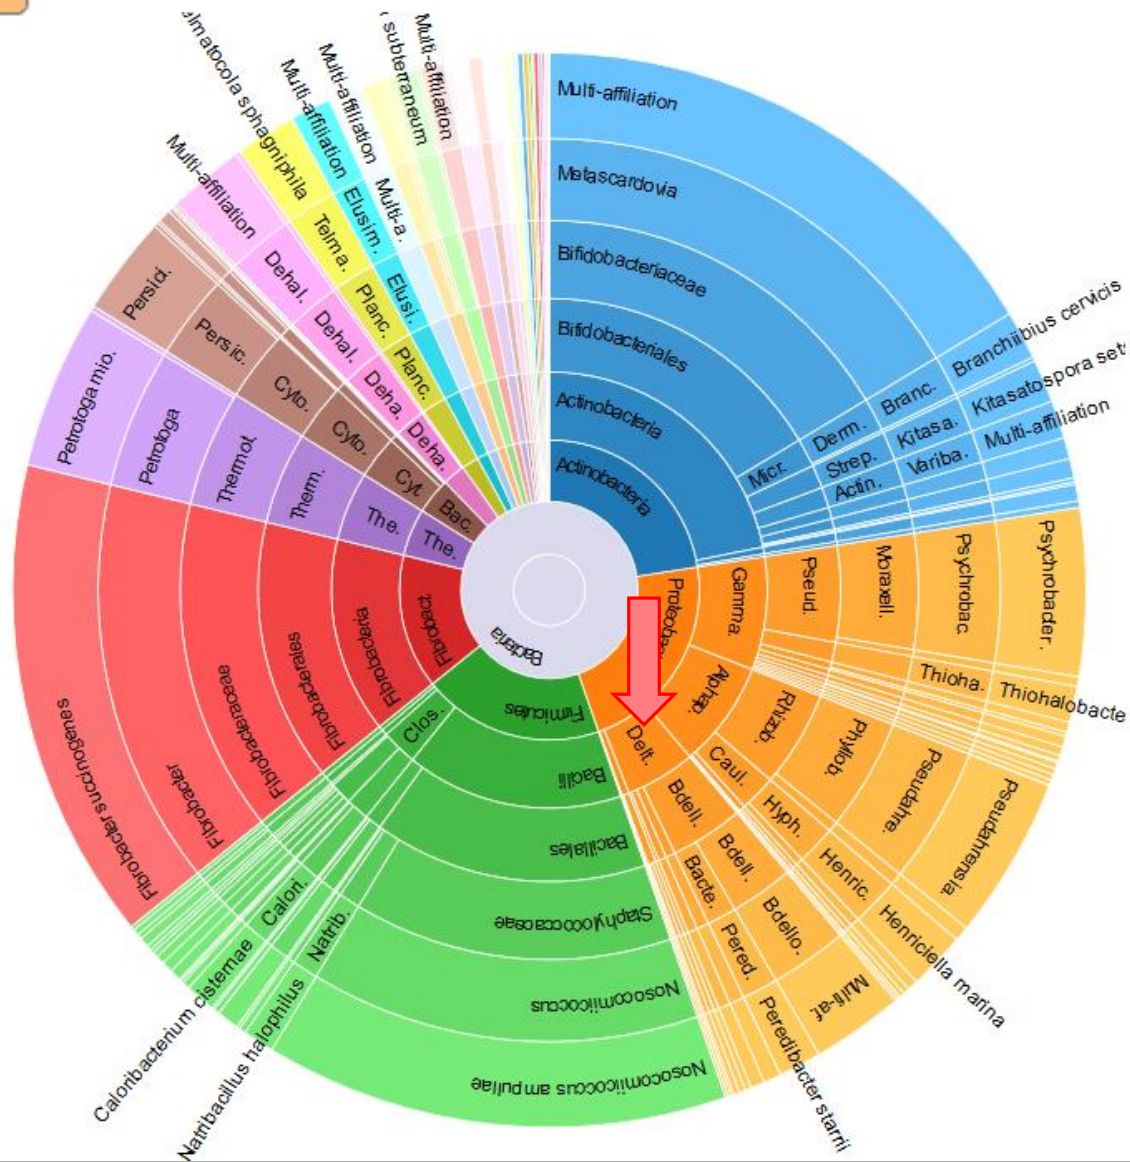 Bacteria
Actinobacteria
Actinobacteria
Bifidobacteriales
Bifidobacteriaceae
Metascardovia
Multi-affiliation
Micr.
Derm.
Branc.
Branchiibius cervicis
Strep.
Kitasa.
Kitasatospora set
Actin.
Variba.
Multi-affiliation
Proteobac
Gamma.
Pseud.
Moraxell.
Psychrobac.
Psychrobacter.
Thioha.
Thiohalobacte
Alphap.
Rhizob.
Phyllob.
Pseudahre.
Pseudahrensia
Caul.
Hyph.
Henric.
Henriciella marina
Delt.
Bdell.
Bdell.
Bdello.
Multi-af.
Bacte.
Pered.
Peredibacter starrii
Firmicutes
Bacilli
Bacillales
Staphylococcaceae
Nosocomiicoccus
Nosocomiicoccus ampullae
Natrib.
Natribacillus halophilus
Clos.
Calori.
Caloribacterium cisternae
Fibrobact.
Fibrobacteria
Fibrobacterales
Fibrobacteraceae
Fibrobacter
Fibrobacter succinogenes
The.
The.
Therm.
Thermot.
Petrotoga
Petrotoga mio.
Bac.
Cyt.
Cyto.
Cyto.
Persic.
Persici.
Deha.
Deha.
Dehal.
Dehal.
Multi-affiliation
Planc.
Planc.
Telma.
elmatocola sphagniphila
Elusi.
Elusim.
Multi-affiliation
Multi-a.
Multi-affiliation
subterraneum
Multi-affiliation